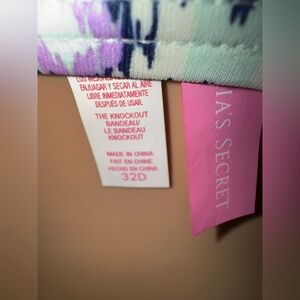 ENJUAGAR Y SECAR AL AIRE
LIBRE INMEDIATAMENTE
DESPUÉS DE USAR.
THE KNOCKOUT
BANDEAU/
LE BANDEAU
KNOCKOUT
MADE IN CHINA
FAIT EN CHINE
HECHO EN CHINA
32D
IA'S SECRET